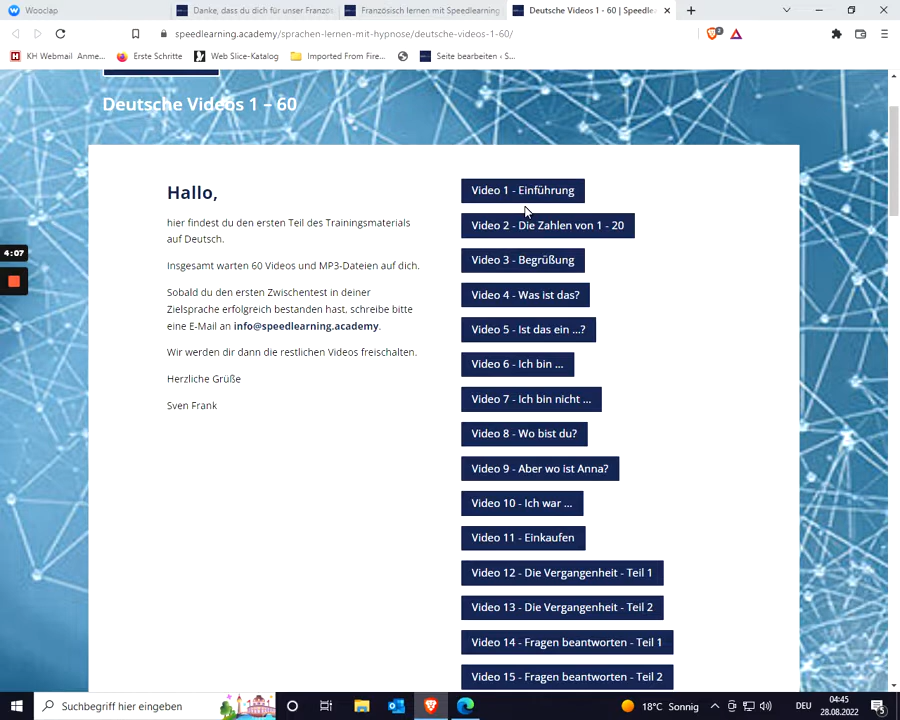 Wooclap
Danke, dass du dich für unser Französ
Französisch lernen mit Speedlearning
Deutsche Videos 1 - 60 | Speedle
speedlearning.academy/sprachen-lernen-mit-hypnose/deutsche-videos-1-60/
KH Webmail Anme...
Erste Schritte
Web Slice-Katalog
Imported From Fire...
Seite bearbeiten ‹ S...
Deutsche Videos 1 – 60
Hallo,
hier findest du den ersten Teil des Trainingsmaterials
auf Deutsch.
Insgesamt warten 60 Videos und MP3-Dateien auf dich.
Sobald du den ersten Zwischentest in deiner
Zielsprache erfolgreich bestanden hast, schreibe bitte
eine E-Mail an info@speedlearning.academy.
Wir werden dir dann die restlichen Videos freischalten.
Herzliche Grüße
Sven Frank
Video 1 - Einführung
Video 2 - Die Zahlen von 1 - 20
Video 3 - Begrüßung
Video 4 - Was ist das?
Video 5 - Ist das ein ...?
Video 6 - Ich bin ...
Video 7 - Ich bin nicht ...
Video 8 - Wo bist du?
Video 9 - Aber wo ist Anna?
Video 10 - Ich war ...
Video 11 - Einkaufen
Video 12 - Die Vergangenheit - Teil 1
Video 13 - Die Vergangenheit - Teil 2
Video 14 - Fragen beantworten - Teil 1
Video 15 - Fragen beantworten - Teil 2
4:07
Suchbegriff hier eingeben
18°C Sonnig
DEU
04:45
28.08.2022